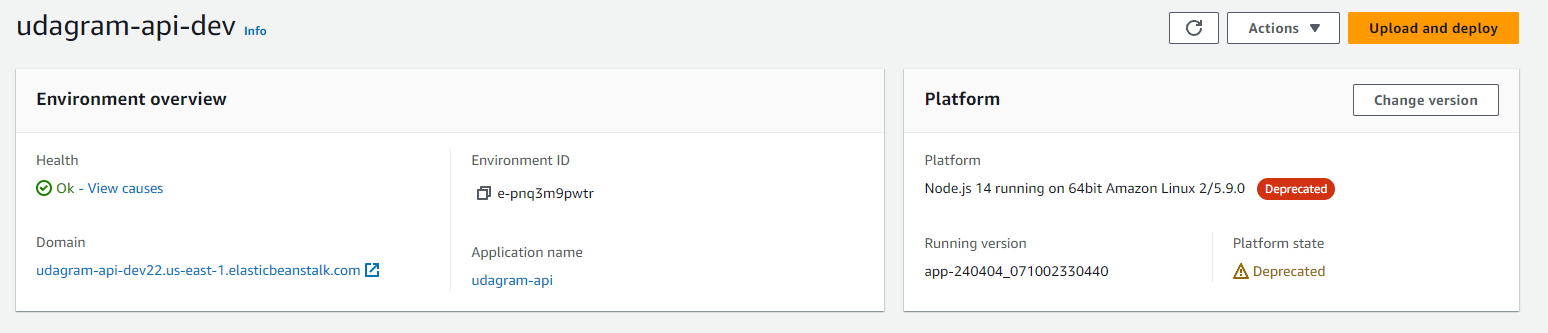 udagram-api-dev Info
Actions
Upload and deploy
Environment overview
Health
Ok - View causes
Domain
udagram-api-dev22.us-east-1.elasticbeanstalk.com
Environment ID
e-pnq3m9pwtr
Application name
udagram-api
Platform
Change version
Platform
Node.js 14 running on 64bit Amazon Linux 2/5.9.0 Deprecated
Running version
app-240404_071002330440
Platform state
Deprecated